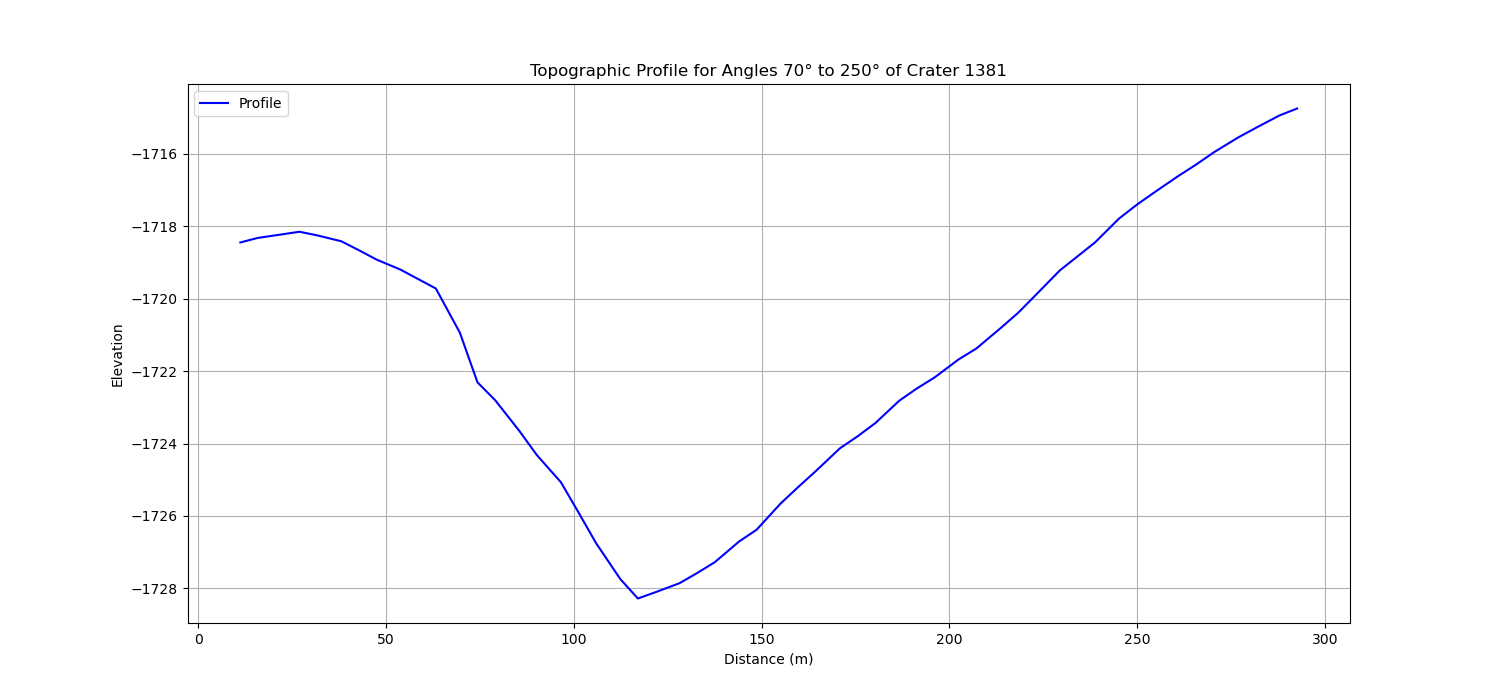 Topographic Profile for Angles 70° to 250° of Crater 1381
Profile
−1716
−1718
−1720
−1722
−1724
−1726
−1728
Elevation
0 50 100 150 200 250 300
Distance (m)